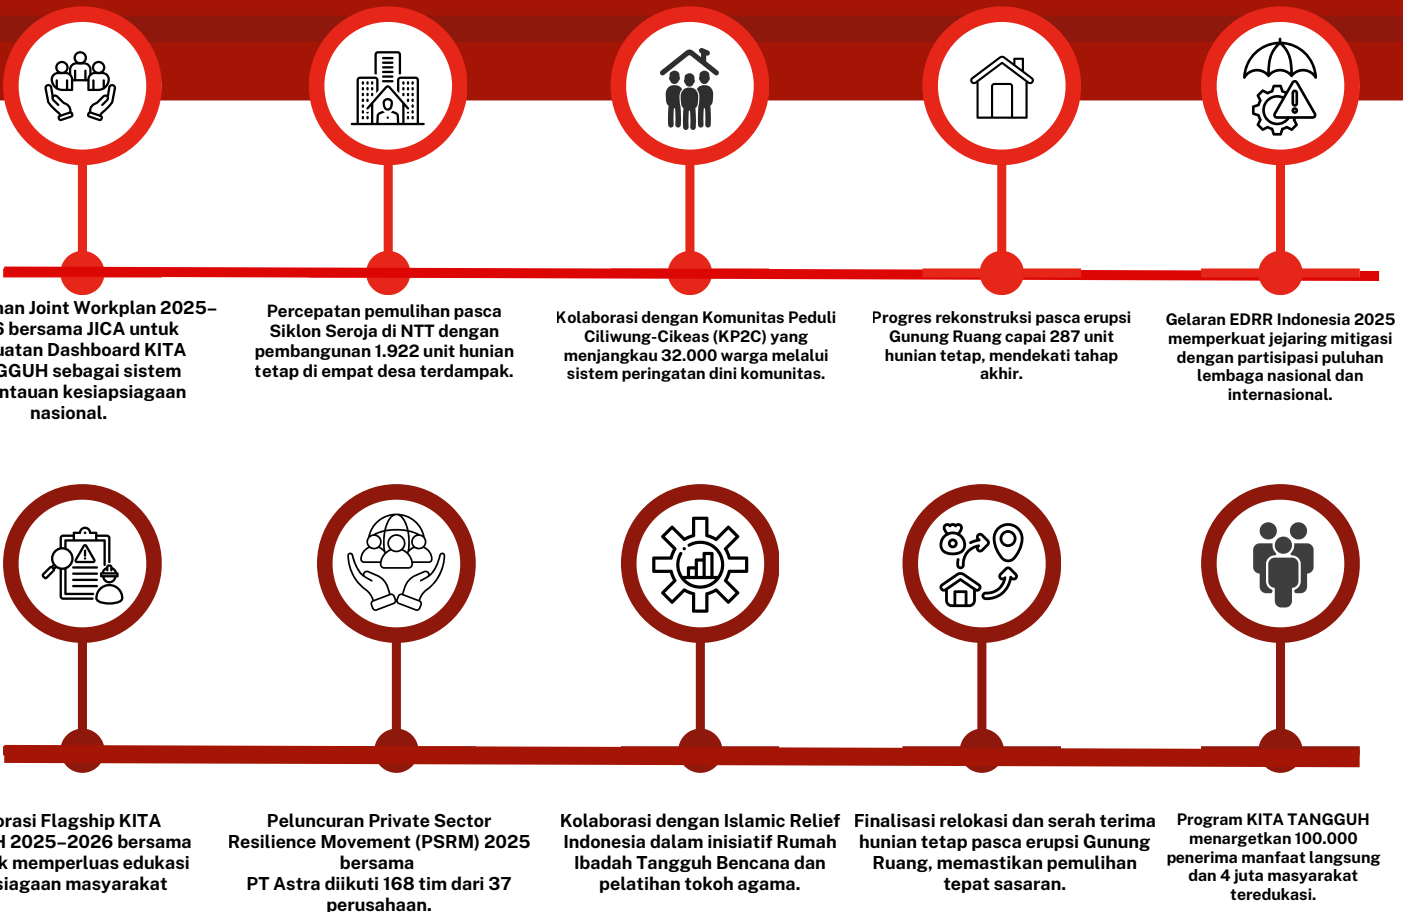 Joint Workplan 2025–
bersama JICA untuk
Dashboard KITA
sebagai sistem
kesiapsiagaan
nasional.
Percepatan pemulihan pasca
Siklon Seroja di NTT dengan
pembangunan 1.922 unit hunian
tetap di empat desa terdampak.
Kolaborasi dengan Komunitas Peduli
Ciliwung-Cikeas (KP2C) yang
menjangkau 32.000 warga melalui
sistem peringatan dini komunitas.
Progres rekonstruksi pasca erupsi
Gunung Ruang capai 287 unit
hunian tetap, mendekati tahap
akhir.
Gelaran EDRR Indonesia 2025
memperkuat jejaring mitigasi
dengan partisipasi puluhan
lembaga nasional dan
internasional.
Flagship KITA
2025–2026 bersama
memperluas edukasi
masyarakat
Peluncuran Private Sector
Resilience Movement (PSRM) 2025
bersama
PT Astra diikuti 168 tim dari 37
perusahaan.
Kolaborasi dengan Islamic Relief
Indonesia dalam inisiatif Rumah
Ibadah Tangguh Bencana dan
pelatihan tokoh agama.
Finalisasi relokasi dan serah terima
hunian tetap pasca erupsi Gunung
Ruang, memastikan pemulihan
tepat sasaran.
Program KITA TANGGUH
menargetkan 100.000
penerima manfaat langsung
dan 4 juta masyarakat
teredukasi.